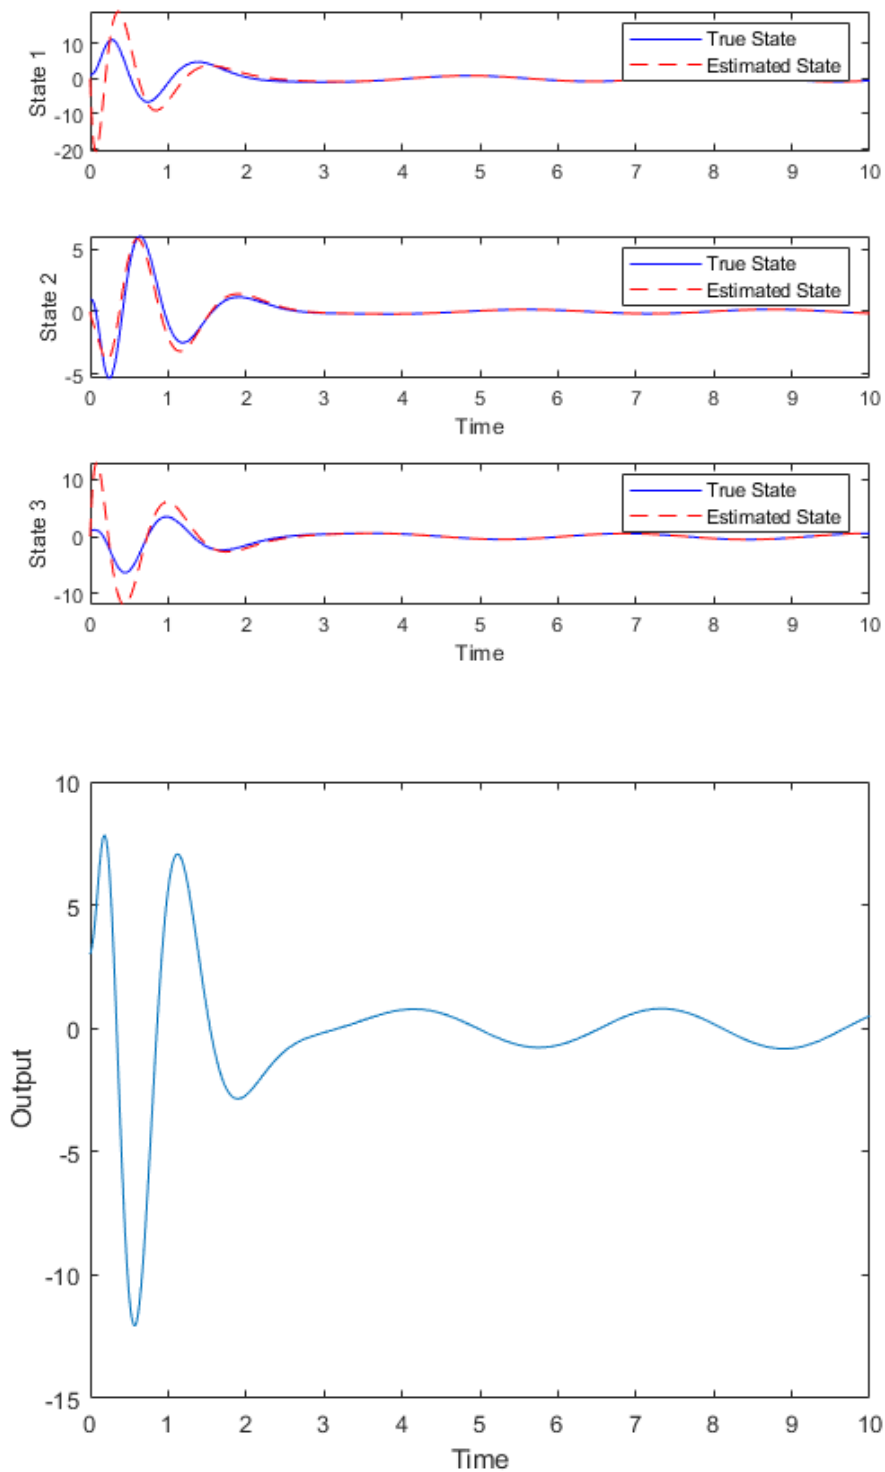 10
0
-10
-20
State 1
True State
Estimated State
0 1 2 3 4 5 6 7 8 9 10
5
0
-5
State 2
True State
Estimated State
0 1 2 3 4 5 6 7 8 9 10
Time
10
0
-10
State 3
True State
Estimated State
0 1 2 3 4 5 6 7 8 9 10
Time
10
5
0
-5
-10
-15
Output
0 1 2 3 4 5 6 7 8 9 10
Time